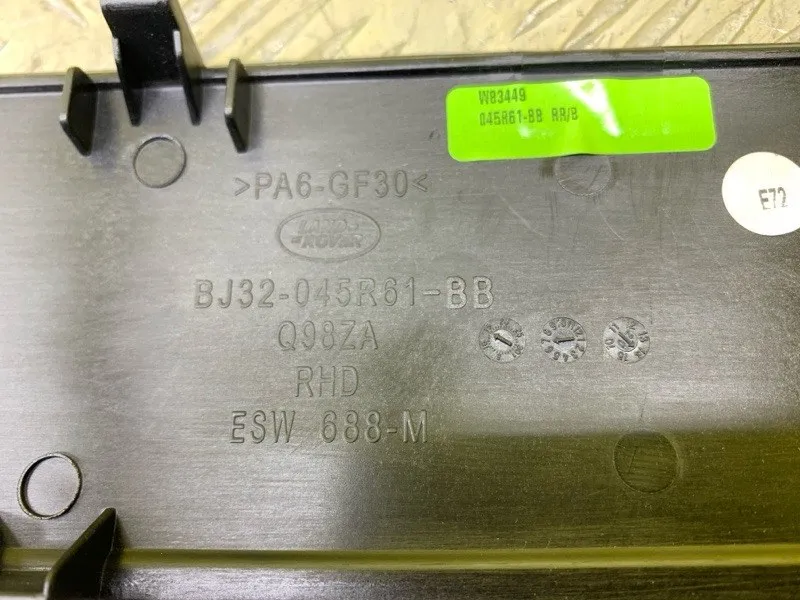 W83449
045R61-BB RR/B
>PA6-GF30<
LAND
ROVER
E72
BJ32-045R61-BB
Q98ZA
RHD
ESW 688-M